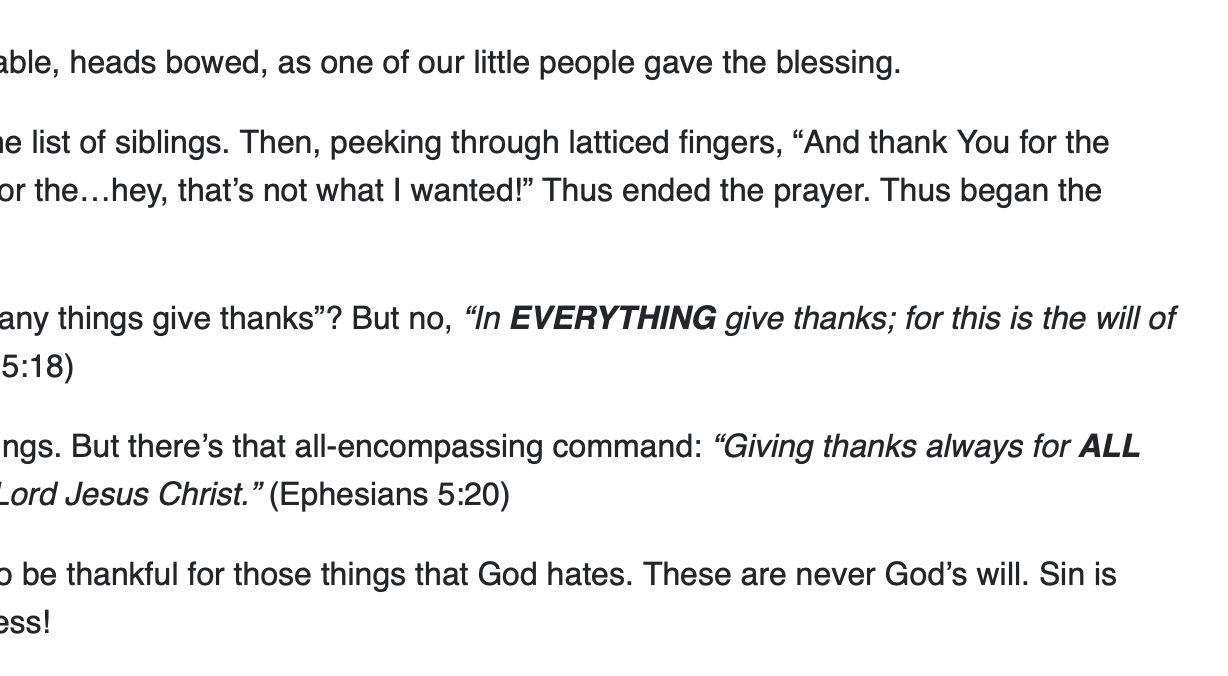 able, heads bowed, as one of our little people gave the blessing.
e list of siblings. Then, peeking through latticed fingers, “And thank You for the
or the…hey, that’s not what I wanted!” Thus ended the prayer. Thus began the
any things give thanks”? But no, “In EVERYTHING give thanks; for this is the will of
5:18)
ngs. But there’s that all-encompassing command: “Giving thanks always for ALL
Lord Jesus Christ.” (Ephesians 5:20)
o be thankful for those things that God hates. These are never God’s will. Sin is
ess!